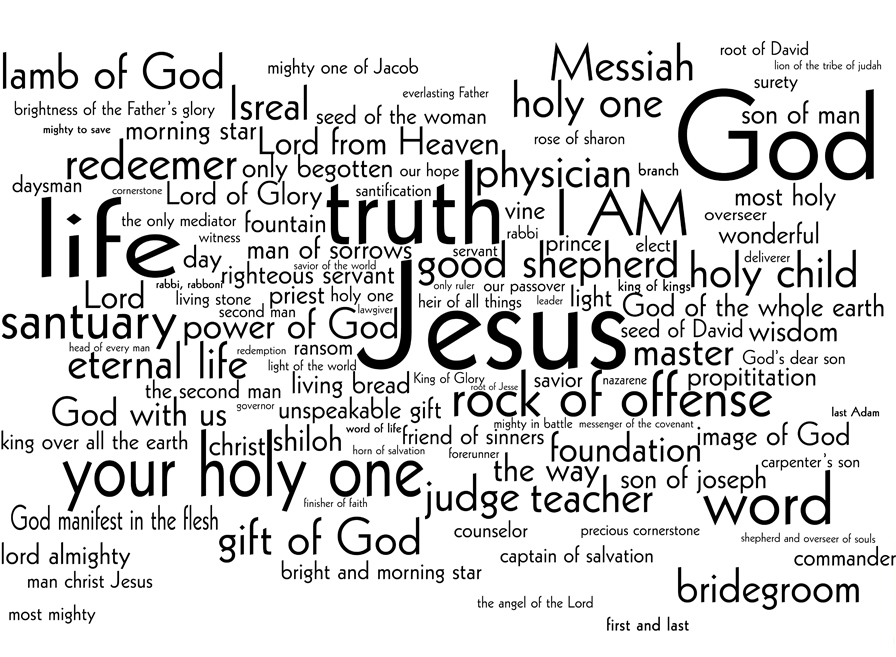 root of David
Messiah
lamb of God
mighty one of Jacob
lion of the tribe of judah
surety
everlasting Father
brightness of the Father's glory
Isreal
holy one
God
son of man
seed of the woman
mighty to save
morning star
Lord from Heaven
rose of sharon
redeemer
only begotten
our hope
physician
branch
daysman
cornerstone
Lord of Glory
santification
truth
most holy
life
the only mediator
fountain
vine
I AM
overseer
witness
rabbi
wonderful
day
man of sorrows
servant
prince
elect
good shepherd
deliverer
savior of the world
righteous servant
holy child
rabbi, rabboni
only ruler
our passover
king of kings
Lord
living stone
priest
holy one
heir of all things
leader
light
God of the whole earth
second man
lawgiver
santuary
power of God
Jesus
seed of David
wisdom
head of every man
redemption
ransom
master
God's dear son
eternal life
light of the world
the second man
living bread
King of Glory
root of Jesse
savior
nazarene
propititation
God with us
governor
unspeakable gift
rock of offense
last Adam
mighty in battle
messenger of the covenant
king over all the earth
christ
shiloh
word of life
friend of sinners
image of God
horn of salvation
forerunner
foundation
your holy one
the way
carpenter's son
son of joseph
finisher of faith
judge
teacher
word
God manifest in the flesh
gift of God
counselor
precious cornerstone
shepherd and overseer of souls
lord almighty
captain of salvation
commander
man christ Jesus
bright and morning star
bridegroom
the angel of the Lord
most mighty
first and last